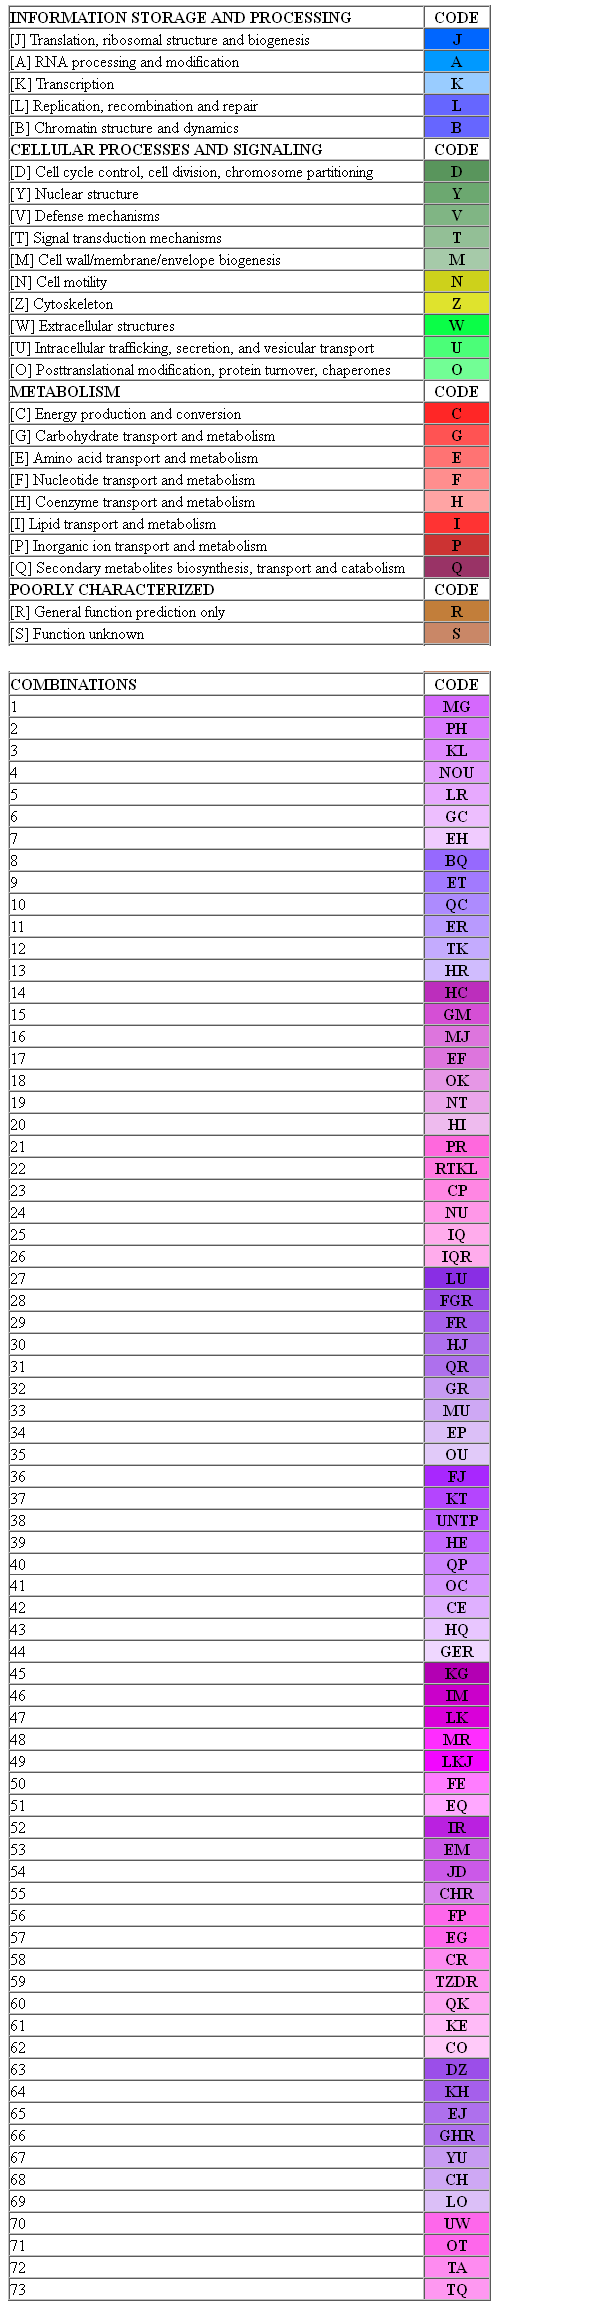 INFORMATION STORAGE AND PROCESSING CODE
[J] Translation, ribosomal structure and biogenesis J
[A] RNA processing and modification A
[K] Transcription K
[L] Replication, recombination and repair L
[B] Chromatin structure and dynamics B
CELLULAR PROCESSES AND SIGNALING CODE
[D] Cell cycle control, cell division, chromosome partitioning D
[Y] Nuclear structure Y
[V] Defense mechanisms V
[T] Signal transduction mechanisms T
[M] Cell wall/membrane/envelope biogenesis M
[N] Cell motility N
[Z] Cytoskeleton Z
[W] Extracellular structures W
[U] Intracellular trafficking, secretion, and vesicular transport U
[O] Posttranslational modification, protein turnover, chaperones O
METABOLISM CODE
[C] Energy production and conversion C
[G] Carbohydrate transport and metabolism G
[E] Amino acid transport and metabolism E
[F] Nucleotide transport and metabolism F
[H] Coenzyme transport and metabolism H
[I] Lipid transport and metabolism I
[P] Inorganic ion transport and metabolism P
[Q] Secondary metabolites biosynthesis, transport and catabolism Q
POORLY CHARACTERIZED CODE
[R] General function prediction only R
[S] Function unknown S
COMBINATIONS CODE
1 MG
2 PH
3 KL
4 NOU
5 LR
6 GC
7 EH
8 BQ
9 ET
10 QC
11 ER
12 TK
13 HR
14 HC
15 GM
16 MJ
17 EF
18 OK
19 NT
20 HI
21 PR
22 RTKL
23 CP
24 NU
25 IQ
26 IQR
27 LU
28 FGR
29 FR
30 HJ
31 QR
32 GR
33 MU
34 EP
35 OU
36 FJ
37 KT
38 UNTP
39 HE
40 QP
41 OC
42 CE
43 HQ
44 GER
45 KG
46 IM
47 LK
48 MR
49 LKJ
50 FE
51 EQ
52 IR
53 EM
54 JD
55 CHR
56 FP
57 EG
58 CR
59 TZDR
60 QK
61 KE
62 CO
63 DZ
64 KH
65 EJ
66 GHR
67 YU
68 CH
69 LO
70 UW
71 OT
72 TA
73 TQ